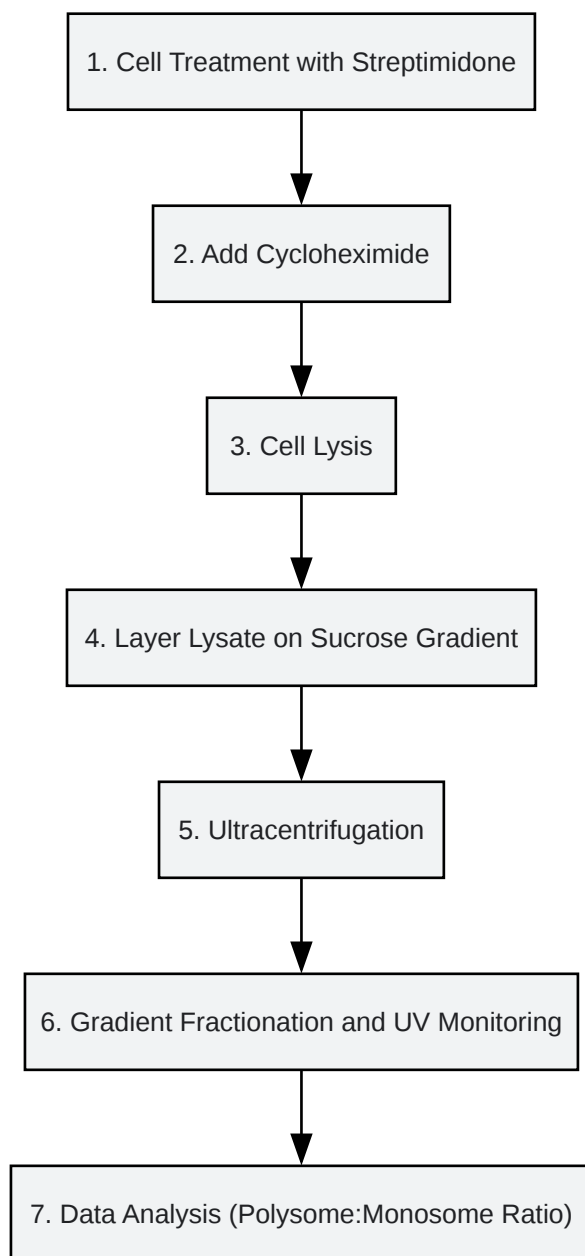 1. Cell Treatment with Streptimidone
2. Add Cycloheximide
3. Cell Lysis
4. Layer Lysate on Sucrose Gradient
5. Ultracentrifugation
6. Gradient Fractionation and UV Monitoring
7. Data Analysis (Polysome:Monosome Ratio)